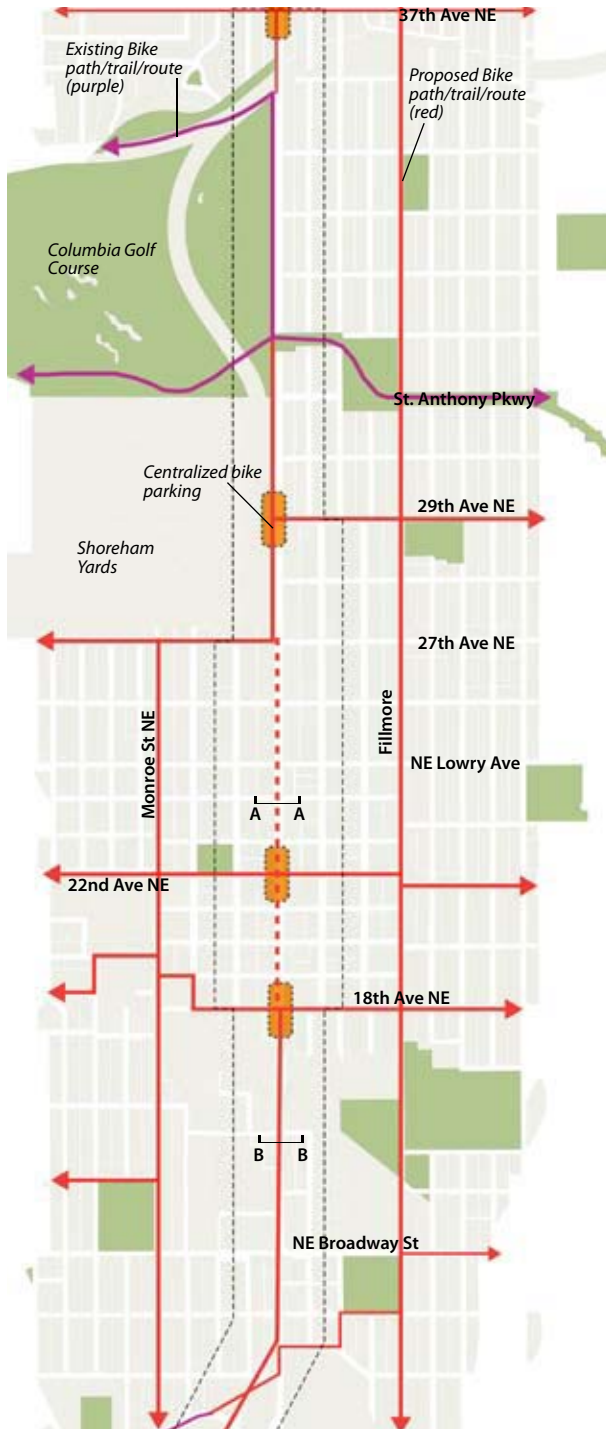 37th Ave NE
Existing Bike
path/trail/route
(purple)
Proposed Bike
path/trail/route
(red)
Columbia Golf
Course
St. Anthony Pkwy
Centralized bike
parking
29th Ave NE
Shoreham
Yards
27th Ave NE
Monroe St NE
Fillmore
NE Lowry Ave
A A
22nd Ave NE
18th Ave NE
B B
NE Broadway St